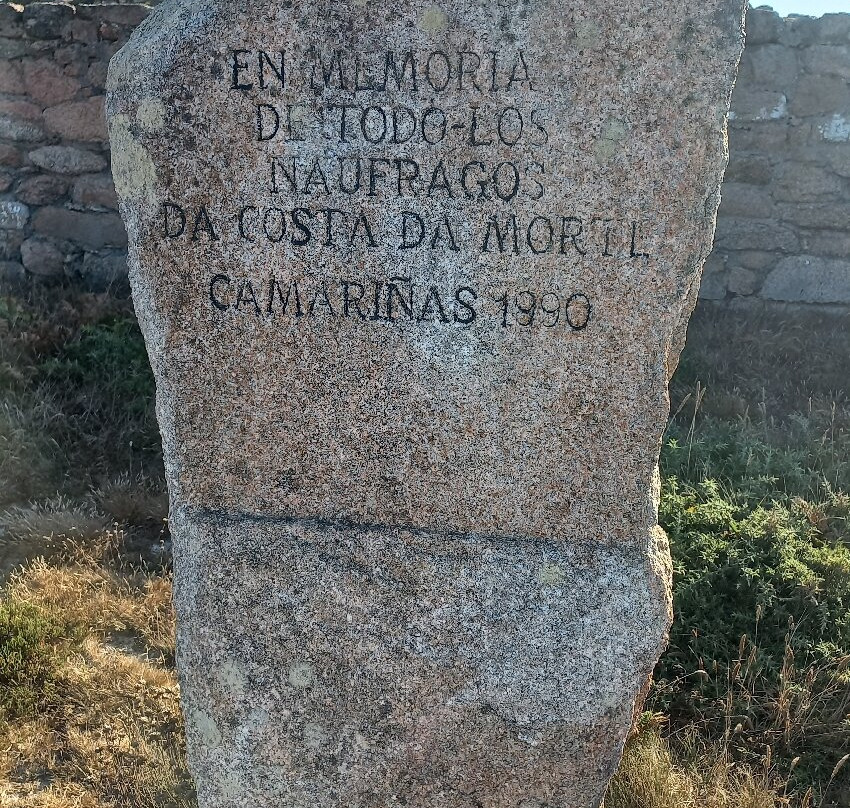 EN MEMORIA
DE TODO-LOS
NAUFRAGOS
DA COSTA DA MORTE
CAMARIÑAS 1990